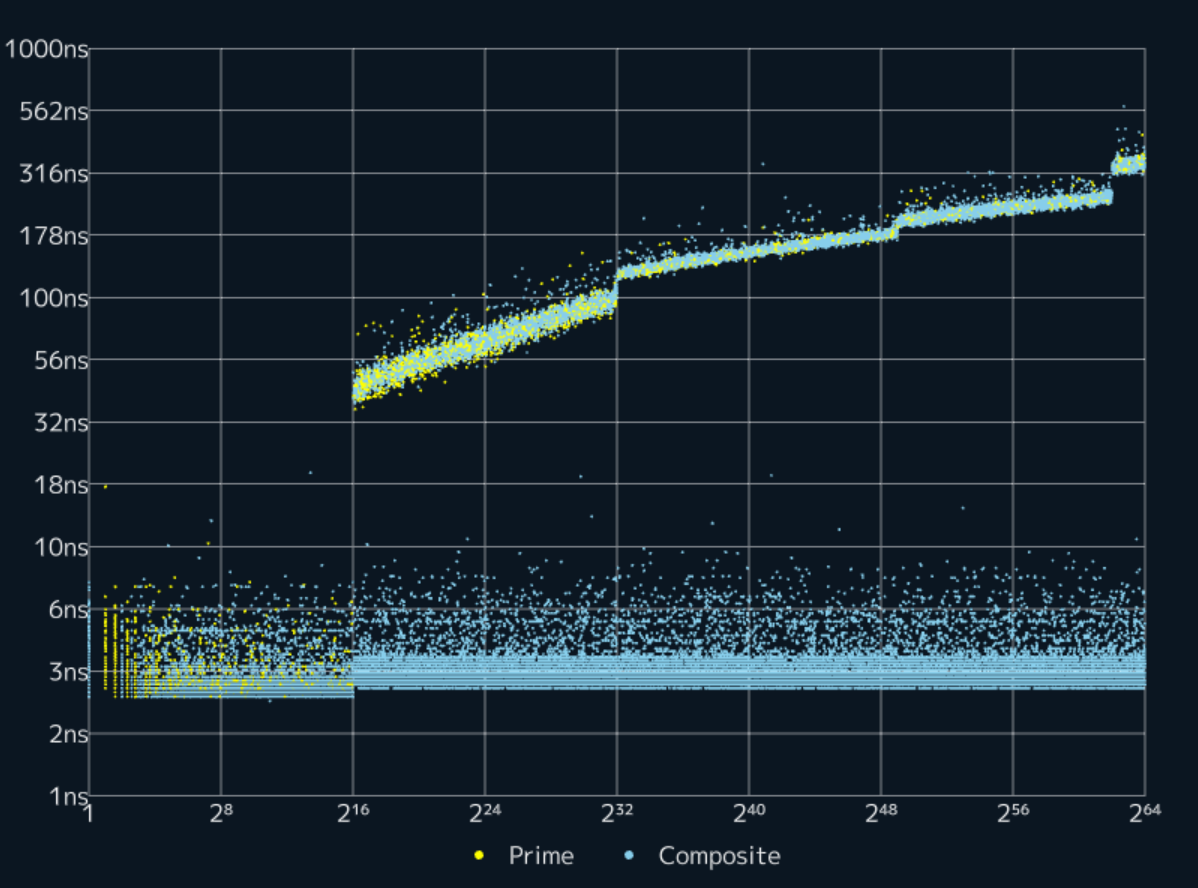 1000ns
562ns
316ns
178ns
100ns
56ns
32ns
18ns
10ns
6ns
3ns
2ns
1ns
1 2⁸ 2¹⁶ 2²⁴ 2³² 2⁴⁰ 2⁴⁸ 2⁵⁶ 2⁶⁴
Prime Composite